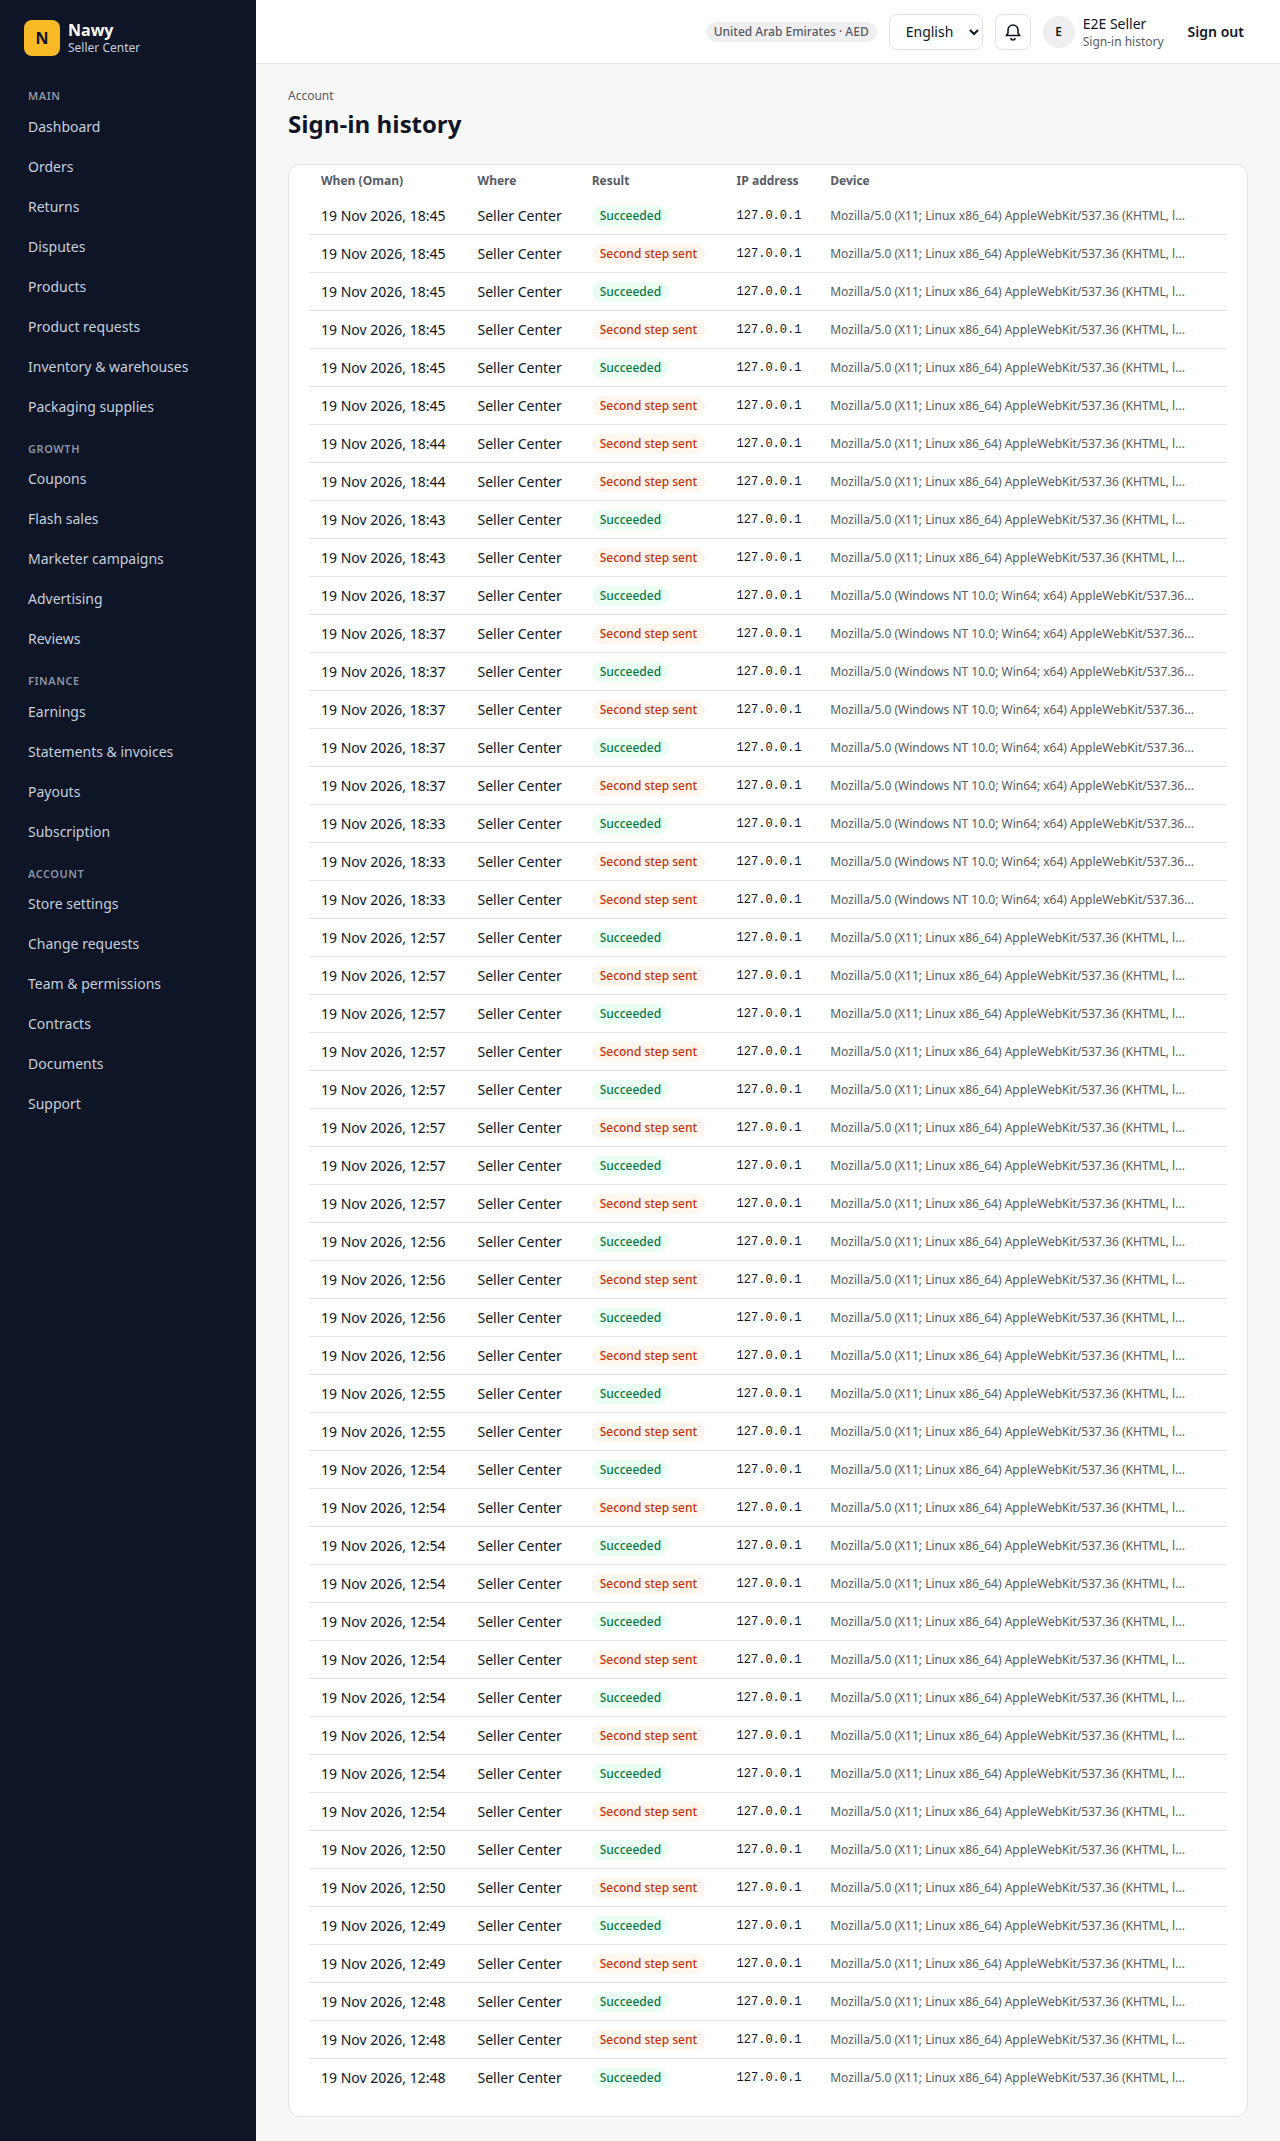 N
Nawy
Seller Center
MAIN
Dashboard
Orders
Returns
Disputes
Products
Product requests
Inventory & warehouses
Packaging supplies
GROWTH
Coupons
Flash sales
Marketer campaigns
Advertising
Reviews
FINANCE
Earnings
Statements & invoices
Payouts
Subscription
ACCOUNT
Store settings
Change requests
Team & permissions
Contracts
Documents
Support
United Arab Emirates · AED
English
E
E2E Seller
Sign-in history
Sign out
Account
Sign-in history
When (Oman) Where Result IP address Device
19 Nov 2026, 18:45 Seller Center Succeeded 127.0.0.1 Mozilla/5.0 (X11; Linux x86_64) AppleWebKit/537.36 (KHTML, l...
19 Nov 2026, 18:45 Seller Center Second step sent 127.0.0.1 Mozilla/5.0 (X11; Linux x86_64) AppleWebKit/537.36 (KHTML, l...
19 Nov 2026, 18:45 Seller Center Succeeded 127.0.0.1 Mozilla/5.0 (X11; Linux x86_64) AppleWebKit/537.36 (KHTML, l...
19 Nov 2026, 18:45 Seller Center Second step sent 127.0.0.1 Mozilla/5.0 (X11; Linux x86_64) AppleWebKit/537.36 (KHTML, l...
19 Nov 2026, 18:45 Seller Center Succeeded 127.0.0.1 Mozilla/5.0 (X11; Linux x86_64) AppleWebKit/537.36 (KHTML, l...
19 Nov 2026, 18:45 Seller Center Second step sent 127.0.0.1 Mozilla/5.0 (X11; Linux x86_64) AppleWebKit/537.36 (KHTML, l...
19 Nov 2026, 18:44 Seller Center Second step sent 127.0.0.1 Mozilla/5.0 (X11; Linux x86_64) AppleWebKit/537.36 (KHTML, l...
19 Nov 2026, 18:44 Seller Center Second step sent 127.0.0.1 Mozilla/5.0 (X11; Linux x86_64) AppleWebKit/537.36 (KHTML, l...
19 Nov 2026, 18:43 Seller Center Succeeded 127.0.0.1 Mozilla/5.0 (X11; Linux x86_64) AppleWebKit/537.36 (KHTML, l...
19 Nov 2026, 18:43 Seller Center Second step sent 127.0.0.1 Mozilla/5.0 (X11; Linux x86_64) AppleWebKit/537.36 (KHTML, l...
19 Nov 2026, 18:37 Seller Center Succeeded 127.0.0.1 Mozilla/5.0 (Windows NT 10.0; Win64; x64) AppleWebKit/537.36...
19 Nov 2026, 18:37 Seller Center Second step sent 127.0.0.1 Mozilla/5.0 (Windows NT 10.0; Win64; x64) AppleWebKit/537.36...
19 Nov 2026, 18:37 Seller Center Succeeded 127.0.0.1 Mozilla/5.0 (Windows NT 10.0; Win64; x64) AppleWebKit/537.36...
19 Nov 2026, 18:37 Seller Center Second step sent 127.0.0.1 Mozilla/5.0 (Windows NT 10.0; Win64; x64) AppleWebKit/537.36...
19 Nov 2026, 18:37 Seller Center Succeeded 127.0.0.1 Mozilla/5.0 (Windows NT 10.0; Win64; x64) AppleWebKit/537.36...
19 Nov 2026, 18:37 Seller Center Second step sent 127.0.0.1 Mozilla/5.0 (Windows NT 10.0; Win64; x64) AppleWebKit/537.36...
19 Nov 2026, 18:33 Seller Center Succeeded 127.0.0.1 Mozilla/5.0 (Windows NT 10.0; Win64; x64) AppleWebKit/537.36...
19 Nov 2026, 18:33 Seller Center Second step sent 127.0.0.1 Mozilla/5.0 (Windows NT 10.0; Win64; x64) AppleWebKit/537.36...
19 Nov 2026, 18:33 Seller Center Second step sent 127.0.0.1 Mozilla/5.0 (Windows NT 10.0; Win64; x64) AppleWebKit/537.36...
19 Nov 2026, 12:57 Seller Center Succeeded 127.0.0.1 Mozilla/5.0 (X11; Linux x86_64) AppleWebKit/537.36 (KHTML, l...
19 Nov 2026, 12:57 Seller Center Second step sent 127.0.0.1 Mozilla/5.0 (X11; Linux x86_64) AppleWebKit/537.36 (KHTML, l...
19 Nov 2026, 12:57 Seller Center Succeeded 127.0.0.1 Mozilla/5.0 (X11; Linux x86_64) AppleWebKit/537.36 (KHTML, l...
19 Nov 2026, 12:57 Seller Center Second step sent 127.0.0.1 Mozilla/5.0 (X11; Linux x86_64) AppleWebKit/537.36 (KHTML, l...
19 Nov 2026, 12:57 Seller Center Succeeded 127.0.0.1 Mozilla/5.0 (X11; Linux x86_64) AppleWebKit/537.36 (KHTML, l...
19 Nov 2026, 12:57 Seller Center Second step sent 127.0.0.1 Mozilla/5.0 (X11; Linux x86_64) AppleWebKit/537.36 (KHTML, l...
19 Nov 2026, 12:57 Seller Center Succeeded 127.0.0.1 Mozilla/5.0 (X11; Linux x86_64) AppleWebKit/537.36 (KHTML, l...
19 Nov 2026, 12:57 Seller Center Second step sent 127.0.0.1 Mozilla/5.0 (X11; Linux x86_64) AppleWebKit/537.36 (KHTML, l...
19 Nov 2026, 12:56 Seller Center Succeeded 127.0.0.1 Mozilla/5.0 (X11; Linux x86_64) AppleWebKit/537.36 (KHTML, l...
19 Nov 2026, 12:56 Seller Center Second step sent 127.0.0.1 Mozilla/5.0 (X11; Linux x86_64) AppleWebKit/537.36 (KHTML, l...
19 Nov 2026, 12:56 Seller Center Succeeded 127.0.0.1 Mozilla/5.0 (X11; Linux x86_64) AppleWebKit/537.36 (KHTML, l...
19 Nov 2026, 12:56 Seller Center Second step sent 127.0.0.1 Mozilla/5.0 (X11; Linux x86_64) AppleWebKit/537.36 (KHTML, l...
19 Nov 2026, 12:55 Seller Center Succeeded 127.0.0.1 Mozilla/5.0 (X11; Linux x86_64) AppleWebKit/537.36 (KHTML, l...
19 Nov 2026, 12:55 Seller Center Second step sent 127.0.0.1 Mozilla/5.0 (X11; Linux x86_64) AppleWebKit/537.36 (KHTML, l...
19 Nov 2026, 12:54 Seller Center Succeeded 127.0.0.1 Mozilla/5.0 (X11; Linux x86_64) AppleWebKit/537.36 (KHTML, l...
19 Nov 2026, 12:54 Seller Center Second step sent 127.0.0.1 Mozilla/5.0 (X11; Linux x86_64) AppleWebKit/537.36 (KHTML, l...
19 Nov 2026, 12:54 Seller Center Succeeded 127.0.0.1 Mozilla/5.0 (X11; Linux x86_64) AppleWebKit/537.36 (KHTML, l...
19 Nov 2026, 12:54 Seller Center Second step sent 127.0.0.1 Mozilla/5.0 (X11; Linux x86_64) AppleWebKit/537.36 (KHTML, l...
19 Nov 2026, 12:54 Seller Center Succeeded 127.0.0.1 Mozilla/5.0 (X11; Linux x86_64) AppleWebKit/537.36 (KHTML, l...
19 Nov 2026, 12:54 Seller Center Second step sent 127.0.0.1 Mozilla/5.0 (X11; Linux x86_64) AppleWebKit/537.36 (KHTML, l...
19 Nov 2026, 12:54 Seller Center Succeeded 127.0.0.1 Mozilla/5.0 (X11; Linux x86_64) AppleWebKit/537.36 (KHTML, l...
19 Nov 2026, 12:54 Seller Center Second step sent 127.0.0.1 Mozilla/5.0 (X11; Linux x86_64) AppleWebKit/537.36 (KHTML, l...
19 Nov 2026, 12:54 Seller Center Succeeded 127.0.0.1 Mozilla/5.0 (X11; Linux x86_64) AppleWebKit/537.36 (KHTML, l...
19 Nov 2026, 12:54 Seller Center Second step sent 127.0.0.1 Mozilla/5.0 (X11; Linux x86_64) AppleWebKit/537.36 (KHTML, l...
19 Nov 2026, 12:50 Seller Center Succeeded 127.0.0.1 Mozilla/5.0 (X11; Linux x86_64) AppleWebKit/537.36 (KHTML, l...
19 Nov 2026, 12:50 Seller Center Second step sent 127.0.0.1 Mozilla/5.0 (X11; Linux x86_64) AppleWebKit/537.36 (KHTML, l...
19 Nov 2026, 12:49 Seller Center Succeeded 127.0.0.1 Mozilla/5.0 (X11; Linux x86_64) AppleWebKit/537.36 (KHTML, l...
19 Nov 2026, 12:49 Seller Center Second step sent 127.0.0.1 Mozilla/5.0 (X11; Linux x86_64) AppleWebKit/537.36 (KHTML, l...
19 Nov 2026, 12:48 Seller Center Succeeded 127.0.0.1 Mozilla/5.0 (X11; Linux x86_64) AppleWebKit/537.36 (KHTML, l...
19 Nov 2026, 12:48 Seller Center Second step sent 127.0.0.1 Mozilla/5.0 (X11; Linux x86_64) AppleWebKit/537.36 (KHTML, l...
19 Nov 2026, 12:48 Seller Center Succeeded 127.0.0.1 Mozilla/5.0 (X11; Linux x86_64) AppleWebKit/537.36 (KHTML, l...